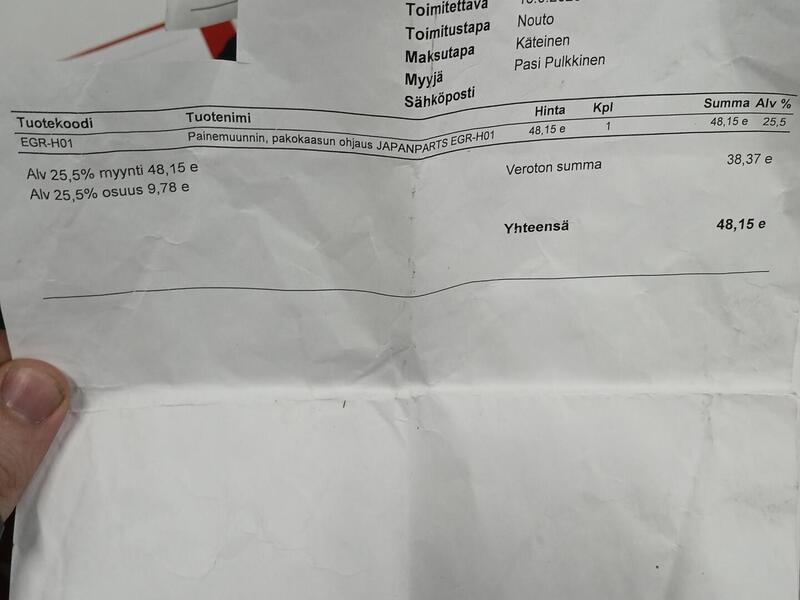 Toimitettava
Toimitustapa Nouto
Maksutapa Käteinen
Myyjä Pasi Pulkkinen
Sähköposti
Tuotekoodi Tuotenimi Hinta Kpl Summa Alv %
EGR-H01 Painemuunnin, pakokaasun ohjaus JAPANPARTS EGR-H01 48,15 e 1 48,15 e 25,5
Alv 25,5% myynti 48,15 e Veroton summa 38,37 e
Alv 25,5% osuus 9,78 e
Yhteensä 48,15 e